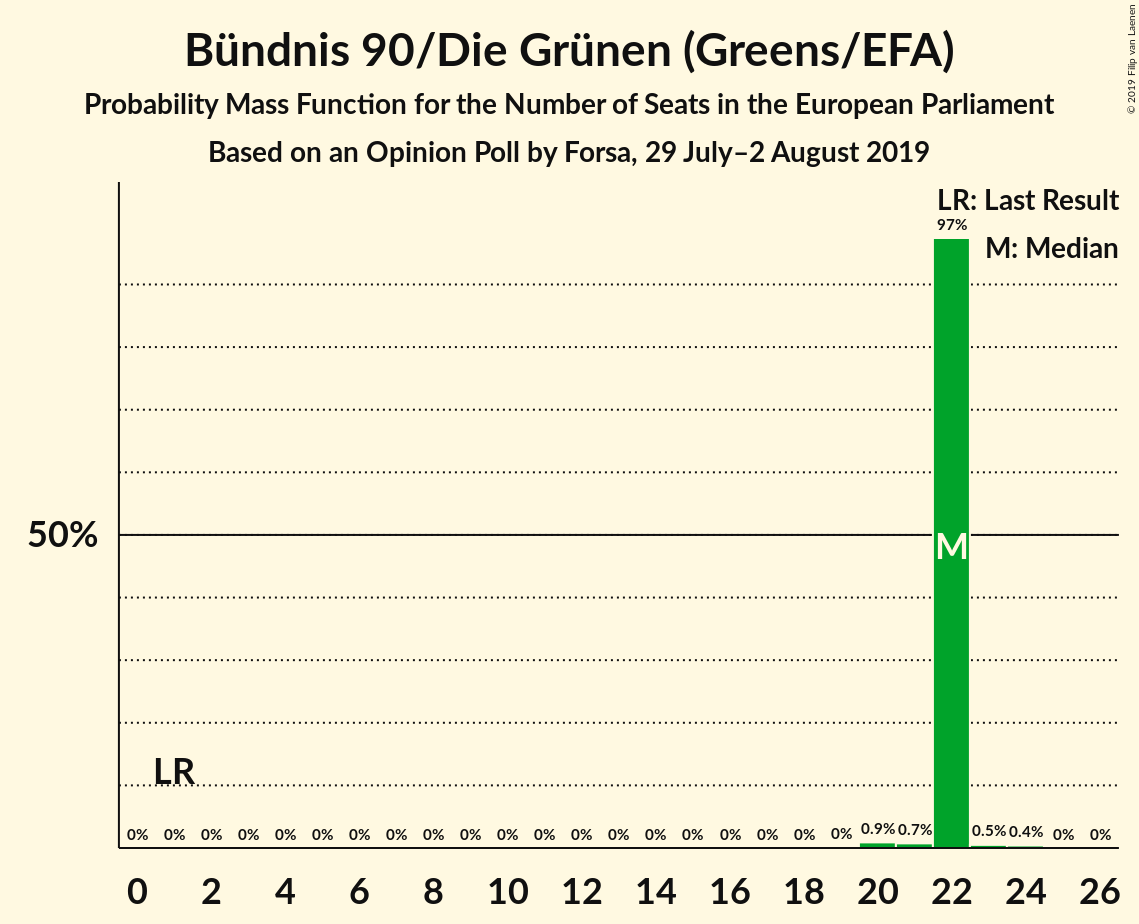 Bündnis 90/Die Grünen (Greens/EFA)
Probability Mass Function for the Number of Seats in the European Parliament
Based on an Opinion Poll by Forsa, 29 July–2 August 2019
© 2019 Filip van Laenen
LR: Last Result
M: Median
97%
50%
M
LR
0% 0% 0% 0% 0% 0% 0% 0% 0% 0% 0% 0% 0% 0% 0% 0% 0% 0% 0% 0% 0.9% 0.7% 0.5% 0.4% 0% 0%
0 2 4 6 8 10 12 14 16 18 20 22 24 26